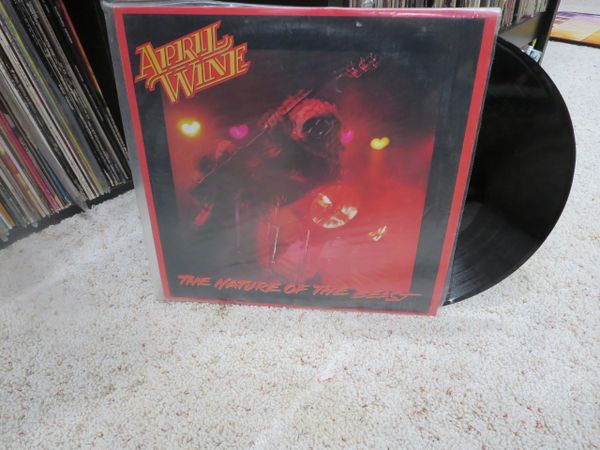 APRIL
WINE
THE NATURE OF THE BEAST